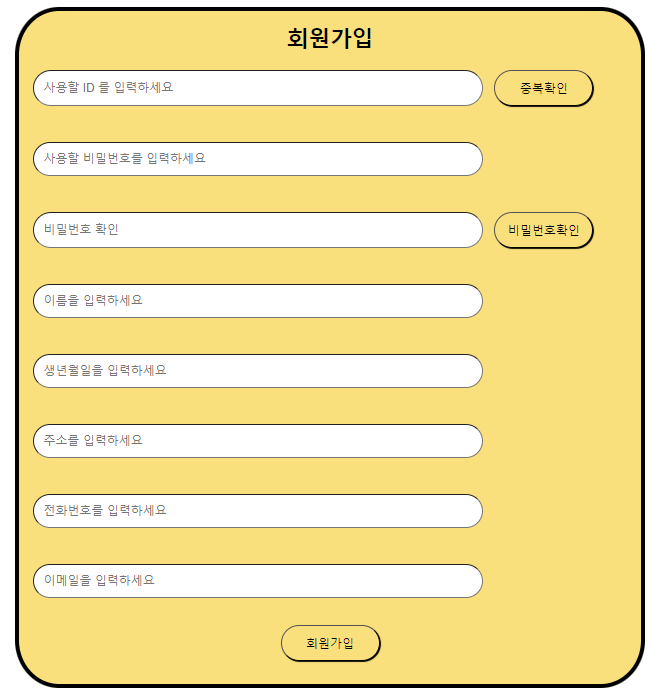 회원가입
사용할 ID 를 입력하세요
중복확인
사용할 비밀번호를 입력하세요
비밀번호 확인
비밀번호확인
이름을 입력하세요
생년월일을 입력하세요
주소를 입력하세요
전화번호를 입력하세요
이메일을 입력하세요
회원가입